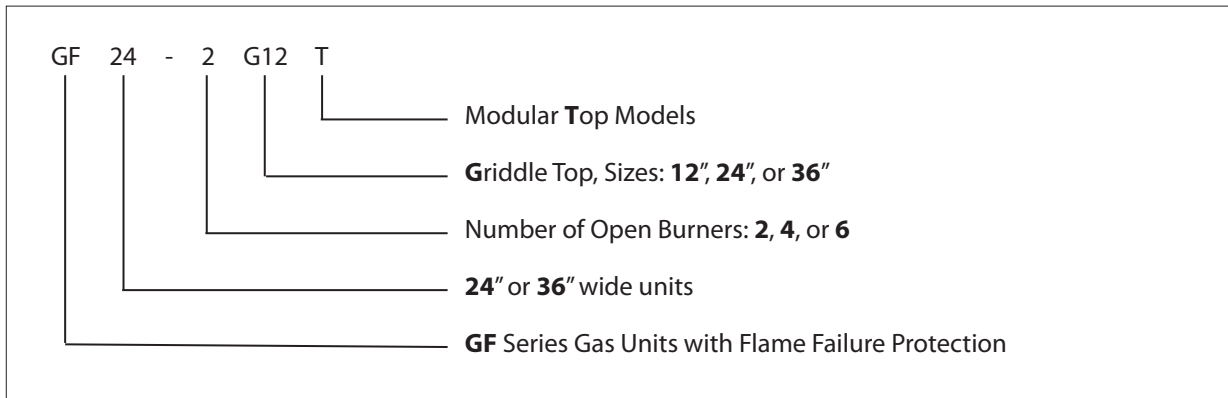 GF 24 - 2 G12 T
Modular Top Models
Griddle Top, Sizes: 12”, 24”, or 36”
Number of Open Burners: 2, 4, or 6
24” or 36” wide units
GF Series Gas Units with Flame Failure Protection